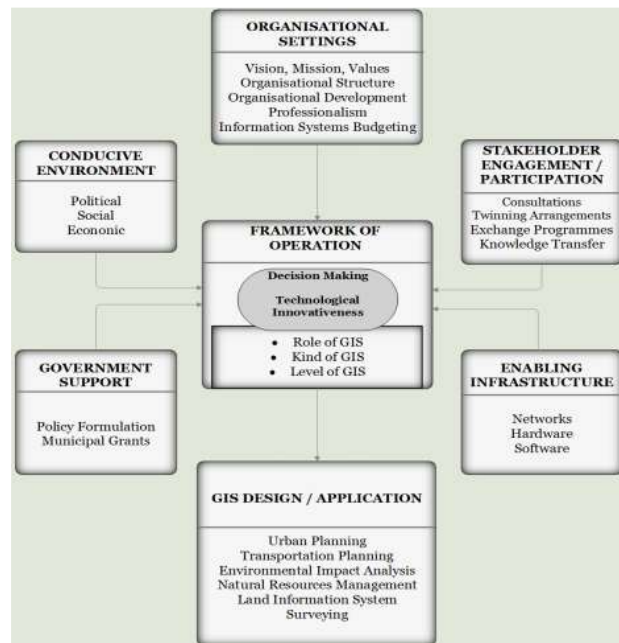 ORGANISATIONAL
SETTINGS
Vision, Mission, Values
Organisational Structure
Organisational Development
Professionalism
Information Systems Budgeting
CONDUCIVE
ENVIRONMENT
Political
Social
Economic
STAKEHOLDER
ENGAGEMENT /
PARTICIPATION
Consultations
Twinning Arrangements
Exchange Programmes
Knowledge Transfer
FRAMEWORK OF
OPERATION
Decision Making
Technological
Innovativeness
• Role of GIS
• Kind of GIS
• Level of GIS
GOVERNMENT
SUPPORT
Policy Formulation
Municipal Grants
ENABLING
INFRASTRUCTURE
Networks
Hardware
Software
GIS DESIGN / APPLICATION
Urban Planning
Transportation Planning
Environmental Impact Analysis
Natural Resources Management
Land Information System
Surveying